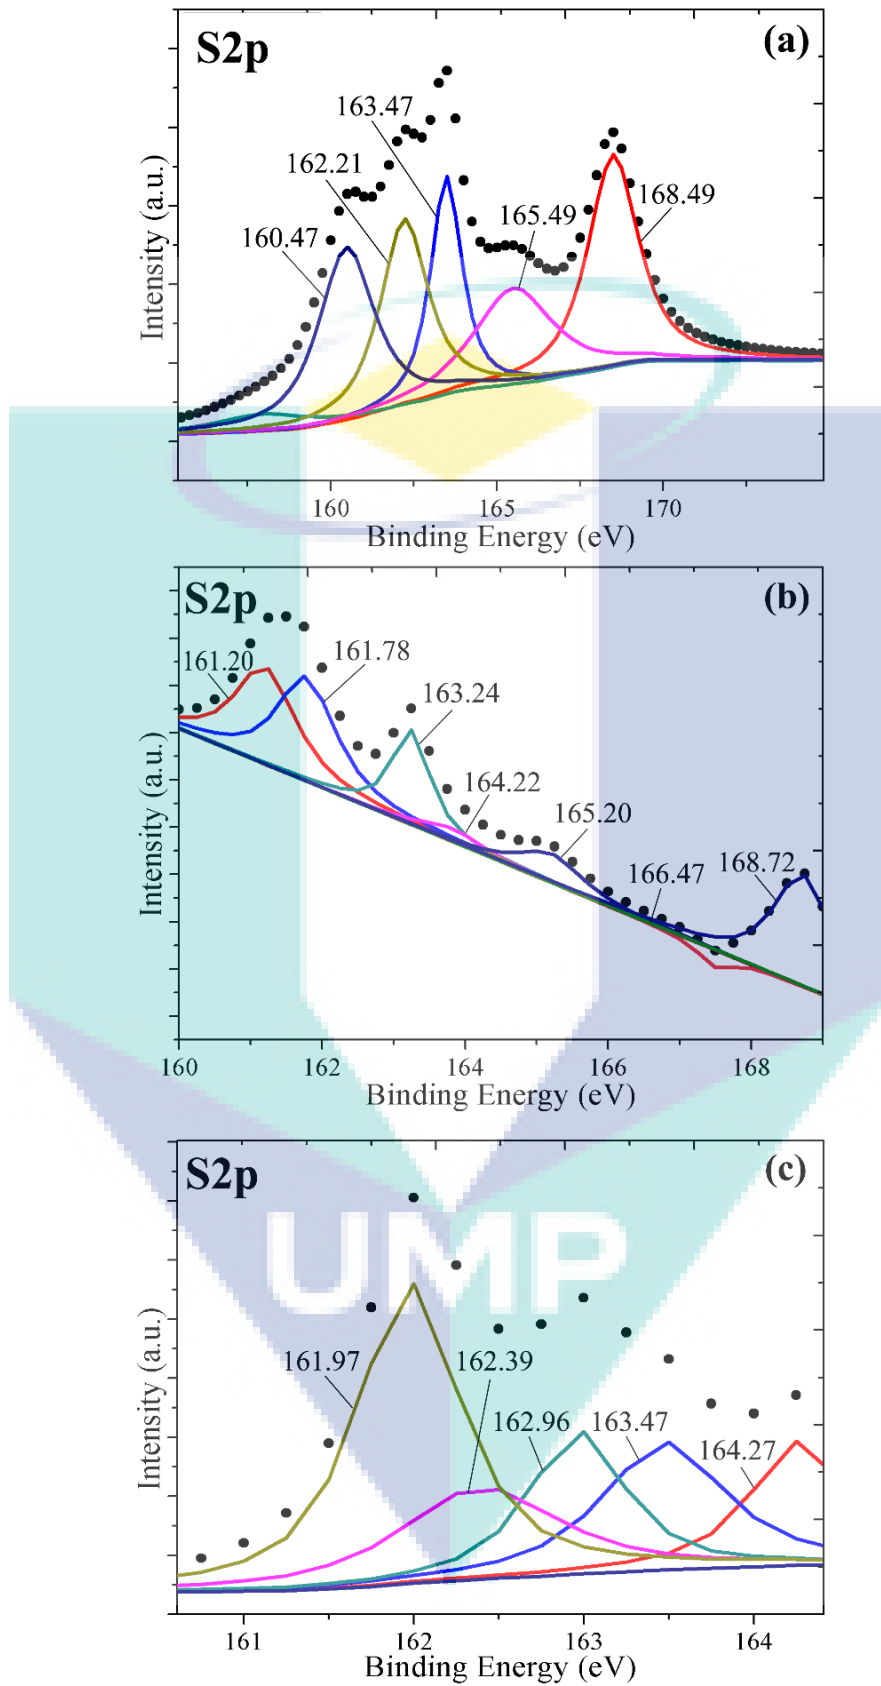 S2p
(a)
163.47
162.21
168.49
165.49
160.47
Intensity (a.u.)
160
165
170
Binding Energy (eV)
S2p
(b)
161.20
161.78
163.24
164.22
165.20
166.47
168.72
Intensity (a.u.)
160
162
164
166
168
Binding Energy (eV)
S2p
(c)
UMP
161.97
162.39
162.96
163.47
164.27
Intensity (a.u.)
161
162
163
164
Binding Energy (eV)